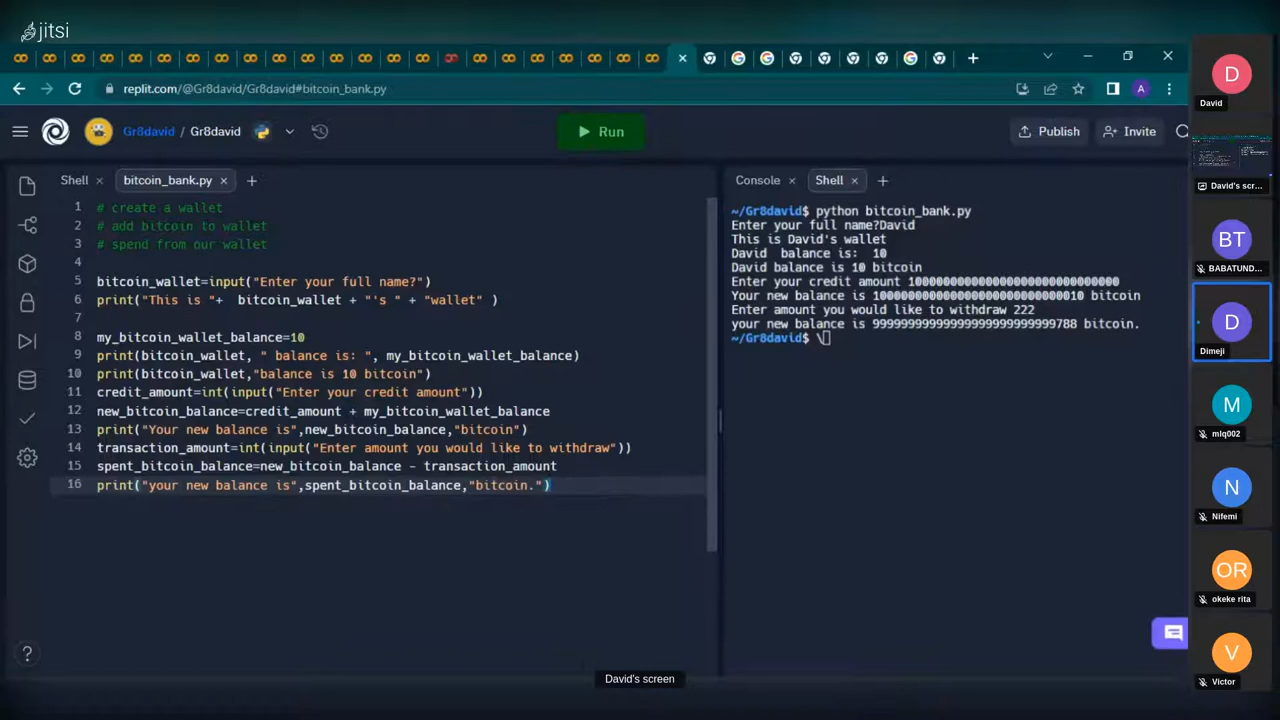 jitsi
replit.com/@Gr8david/Gr8david#bitcoin_bank.py
A
Gr8david / Gr8david
Run
Publish
Invite
Shell
bitcoin_bank.py
1 # create a wallet
2 # add bitcoin to wallet
3 # spend from our wallet
4
5 bitcoin_wallet=input("Enter your full name?")
6 print("This is "+  bitcoin_wallet + "'s " + "wallet" )
7
8 my_bitcoin_wallet_balance=10
9 print(bitcoin_wallet, " balance is: ", my_bitcoin_wallet_balance)
10 print(bitcoin_wallet,"balance is 10 bitcoin")
11 credit_amount=int(input("Enter your credit amount"))
12 new_bitcoin_balance=credit_amount + my_bitcoin_wallet_balance
13 print("Your new balance is",new_bitcoin_balance,"bitcoin")
14 transaction_amount=int(input("Enter amount you would like to withdraw"))
15 spent_bitcoin_balance=new_bitcoin_balance - transaction_amount
16 print("your new balance is",spent_bitcoin_balance,"bitcoin.")
Console
Shell
~/Gr8david$ python bitcoin_bank.py
Enter your full name?David
This is David's wallet
David  balance is:  10
David balance is 10 bitcoin
Enter your credit amount
Your new balance is bitcoin
Enter amount you would like to withdraw 222
your new balance is bitcoin.
~/Gr8david$ \
David's screen
D
David
David's scr...
BT
BABATUND...
D
Dimeji
M
mlq002
N
Nifemi
OR
okeke rita
V
Victor